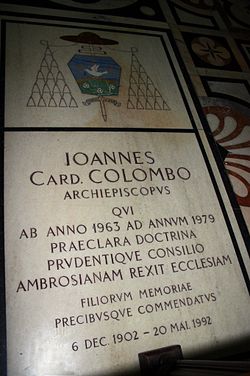 IOANNES
CARD. COLOMBO
ARCHIEPISCOPVS
QVI
AB ANNO 1963 AD ANNVM 1979
PRAECLARA DOCTRINA
PRVDENTIQVE CONSILIO
AMBROSIANAM REXIT ECCLESIAM
FILIORVM MEMORIAE
PRECIBVSQVE COMMENDATVS
6 DEC. 1902 – 20 MAI. 1992